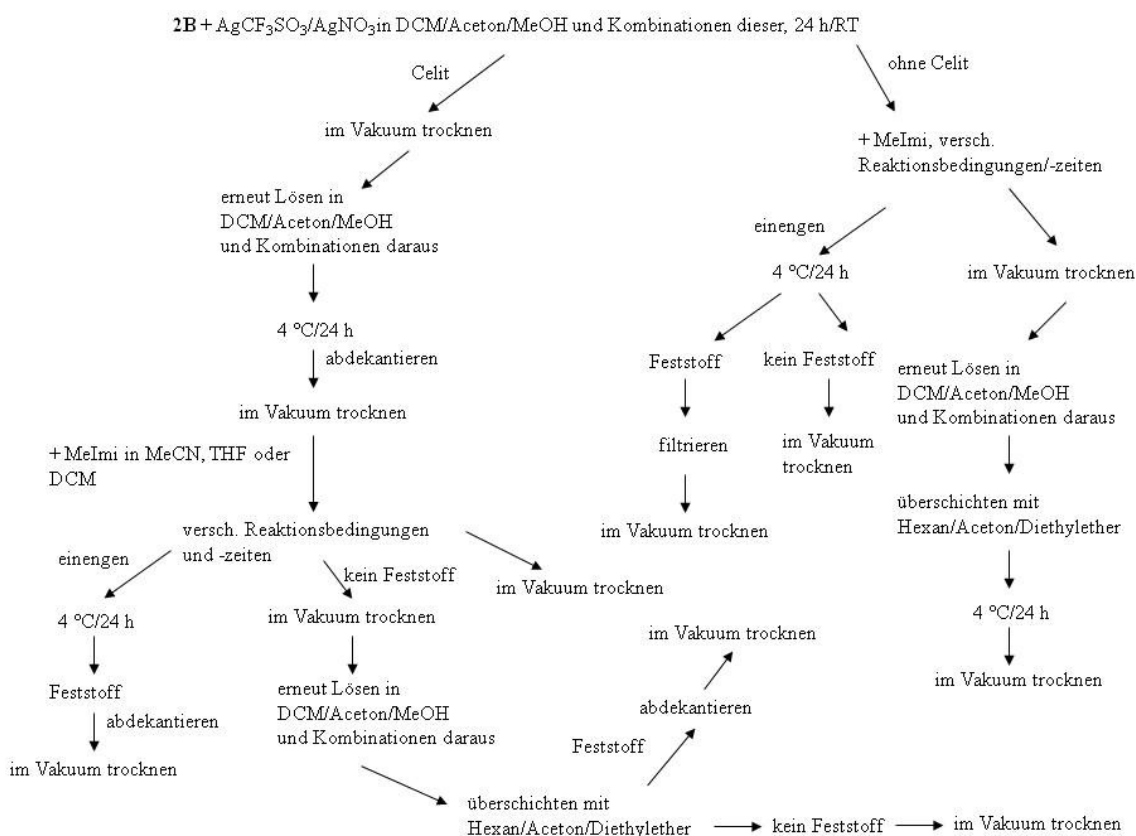 2B + AgCF3SO3/AgNO3in DCM/Aceton/MeOH und Kombinationen dieser, 24 h/RT
Celit
im Vakuum trocknen
erneut Lösen in
DCM/Aceton/MeOH
und Kombinationen daraus
4 °C/24 h
abdekantieren
im Vakuum trocknen
+ MeImi in MeCN, THF oder
DCM
versch. Reaktionsbedingungen
und -zeiten
einengen
4 °C/24 h
Feststoff
abdekantieren
im Vakuum trocknen
kein Feststoff
im Vakuum trocknen
erneut Lösen in
DCM/Aceton/MeOH
und Kombinationen daraus
überschichten mit
Hexan/Aceton/Diethylether
Feststoff
abdekantieren
im Vakuum trocknen
kein Feststoff
im Vakuum trocknen
im Vakuum trocknen
ohne Celit
+ MeImi, versch.
Reaktionsbedingungen/-zeiten
einengen
4 °C/24 h
Feststoff
filtrieren
im Vakuum trocknen
kein Feststoff
im Vakuum
trocknen
im Vakuum trocknen
erneut Lösen in
DCM/Aceton/MeOH
und Kombinationen daraus
überschichten mit
Hexan/Aceton/Diethylether
4 °C/24 h
im Vakuum trocknen